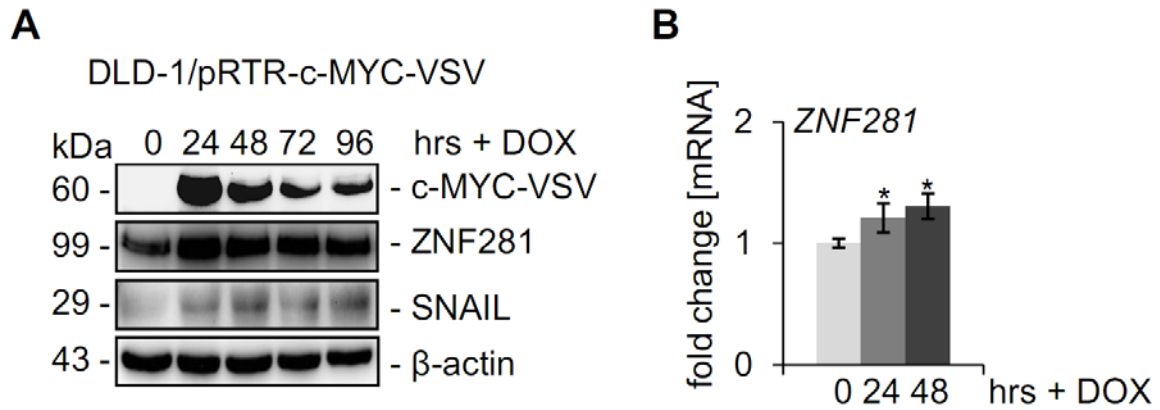 A
DLD-1/pRTR-c-MYC-VSV
kDa 0 24 48 72 96 hrs + DOX
60 - - c-MYC-VSV
99 - - ZNF281
29 - - SNAIL
43 - - β-actin
B
fold change [mRNA]
2 ZNF281
* *
1
0
0 24 48 hrs + DOX